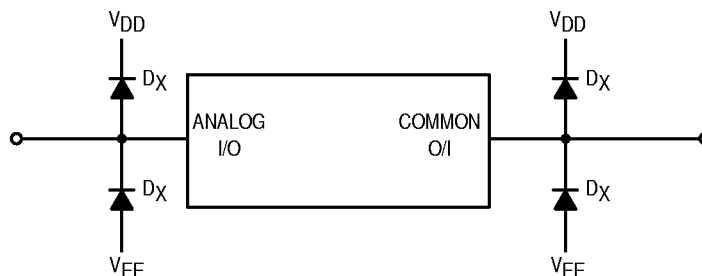 VDD
DX
VDD
DX
ANALOG
I/O
COMMON
O/I
DX
DX
VEE
VEE